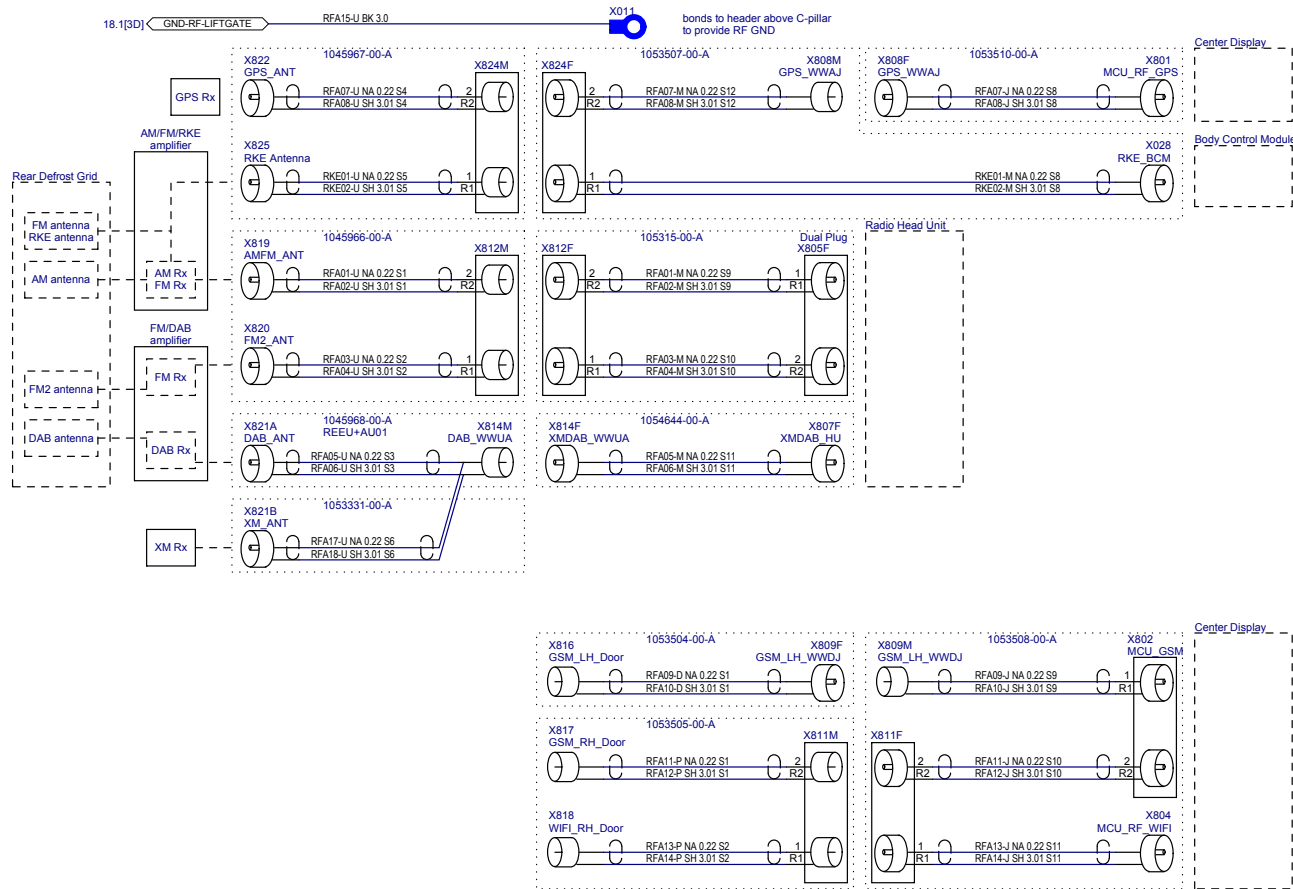 X011
18.1[3D]
GND-RF-LIFTGATE
RFA15-U BK 3.0
bonds to header above C-pillar
to provide RF GND
1045967-00-A
1053507-00-A
1053510-00-A
Center Display
X822
GPS_ANT
X824M
X824F
X808M
GPS_WWAJ
X808F
GPS_WWAJ
X801
MCU_RF_GPS
GPS Rx
RFA07-U NA 0.22 S4
RFA08-U SH 3.01 S4
2
R2
2
R2
RFA07-M NA 0.22 S12
RFA08-M SH 3.01 S12
RFA07-J NA 0.22 S8
RFA08-J SH 3.01 S8
AM/FM/RKE
amplifier
X825
RKE Antenna
X028
RKE_BCM
Body Control Module
RKE01-U NA 0.22 S5
RKE02-U SH 3.01 S5
1
R1
1
R1
RKE01-M NA 0.22 S8
RKE02-M SH 3.01 S8
Rear Defrost Grid
FM antenna
RKE antenna
AM antenna
AM Rx
FM Rx
1045966-00-A
105315-00-A
Radio Head Unit
X819
AMFM_ANT
X812M
X812F
Dual Plug
X805F
RFA01-U NA 0.22 S1
RFA02-U SH 3.01 S1
2
R2
2
R2
RFA01-M NA 0.22 S9
RFA02-M SH 3.01 S9
1
R1
FM/DAB
amplifier
X820
FM2_ANT
FM2 antenna
FM Rx
RFA03-U NA 0.22 S2
RFA04-U SH 3.01 S2
1
R1
1
R1
RFA03-M NA 0.22 S10
RFA04-M SH 3.01 S10
2
R2
DAB antenna
DAB Rx
1045968-00-A
REEU+AU01
X821A
DAB_ANT
X814M
DAB_WWUA
1054644-00-A
X814F
XMDAB_WWUA
X807F
XMDAB_HU
RFA05-U NA 0.22 S3
RFA06-U SH 3.01 S3
RFA05-M NA 0.22 S11
RFA06-M SH 3.01 S11
1053331-00-A
X821B
XM_ANT
XM Rx
RFA17-U NA 0.22 S6
RFA18-U SH 3.01 S6
1053504-00-A
1053508-00-A
Center Display
X816
GSM_LH_Door
X809F
GSM_LH_WWDJ
X809M
GSM_LH_WWDJ
X802
MCU_GSM
RFA09-D NA 0.22 S1
RFA10-D SH 3.01 S1
RFA09-J NA 0.22 S9
RFA10-J SH 3.01 S9
1
R1
1053505-00-A
X817
GSM_RH_Door
X811M
X811F
RFA11-P NA 0.22 S1
RFA12-P SH 3.01 S1
2
R2
2
R2
RFA11-J NA 0.22 S10
RFA12-J SH 3.01 S10
2
R2
X818
WIFI_RH_Door
X804
MCU_RF_WIFI
RFA13-P NA 0.22 S2
RFA14-P SH 3.01 S2
1
R1
1
R1
RFA13-J NA 0.22 S11
RFA14-J SH 3.01 S11